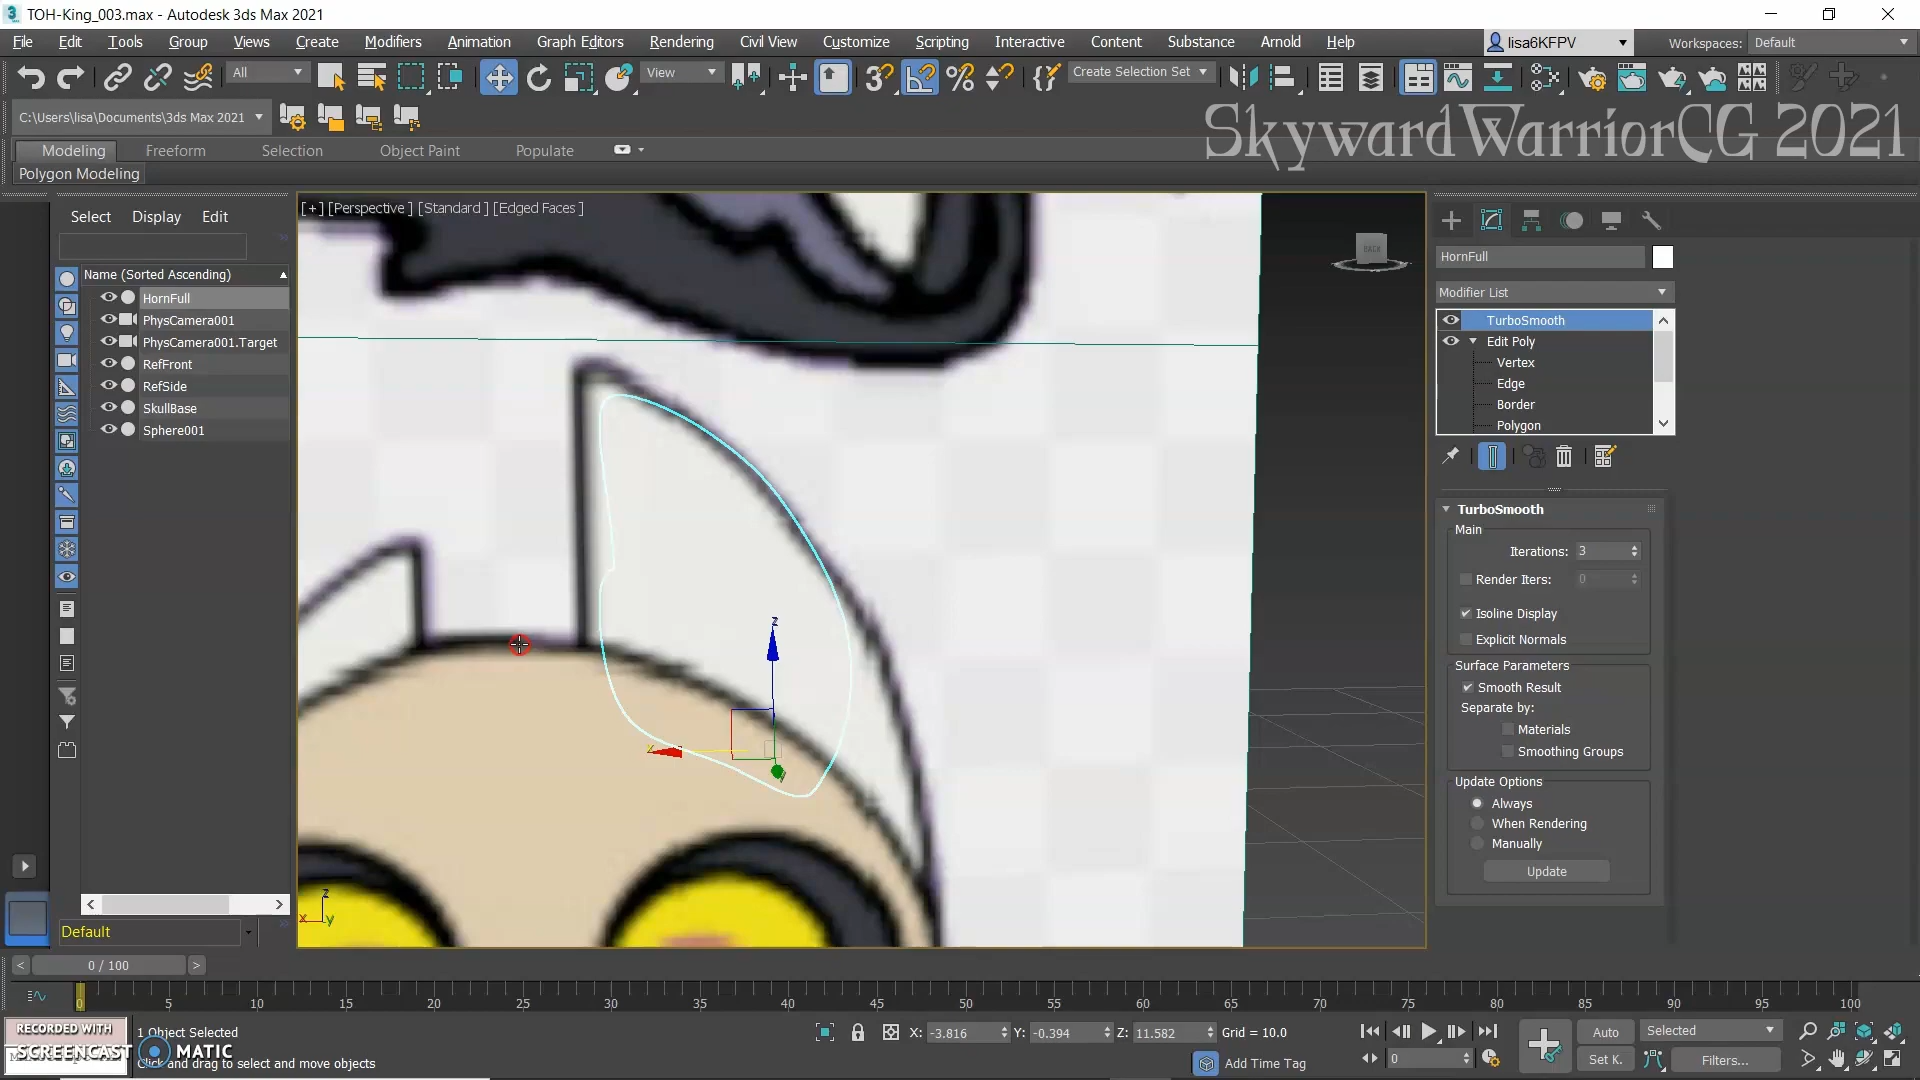 TOH-King_003.max - Autodesk 3ds Max 2021
File Edit Tools Group Views Create Modifiers Animation Graph Editors Rendering Civil View Customize Scripting Interactive Content Substance Arnold Help lisa6KFPV Workspaces: Default
All View Create Selection Set
C:\Users\lisa\Documents\3ds Max 2021
SkywardWarriorCG 2021
Modeling Freeform Selection Object Paint Populate
Polygon Modeling
Select Display Edit
[+] [Perspective ] [Standard ] [Edged Faces ]
BACK
Name (Sorted Ascending)
HornFull
PhysCamera001
PhysCamera001.Target
RefFront
RefSide
SkullBase
Sphere001
z
x
y
z
x
y
HornFull
Modifier List
TurboSmooth
Edit Poly
Vertex
Edge
Border
Polygon
TurboSmooth
Main
Iterations: 3
Render Iters: 0
Isoline Display
Explicit Normals
Surface Parameters
Smooth Result
Separate by:
Materials
Smoothing Groups
Update Options
Always
When Rendering
Manually
Update
Default
< 0 / 100 >
0 5 10 15 20 25 30 35 40 45 50 55 60 65 70 75 80 85 90 95 100
RECORDED WITH
SCREENCAST MATIC
1 Object Selected
Click and drag to select and move objects
X: -3.816 Y: -0.394 Z: 11.582 Grid = 10.0
Add Time Tag
0
Auto Selected
Set K. Filters...